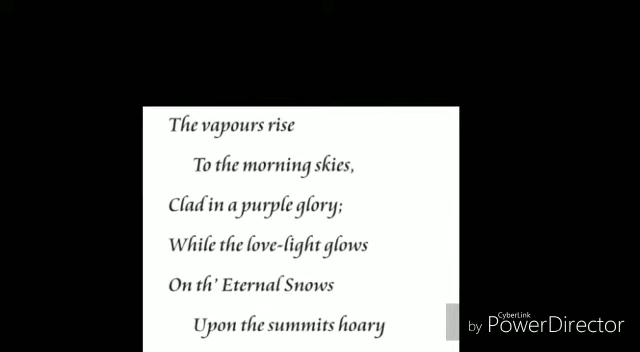 The vapours rise
To the morning skies,
Clad in a purple glory;
While the love-light glows
On th' Eternal Snows
Upon the summits hoary
CyberLink
by PowerDirector